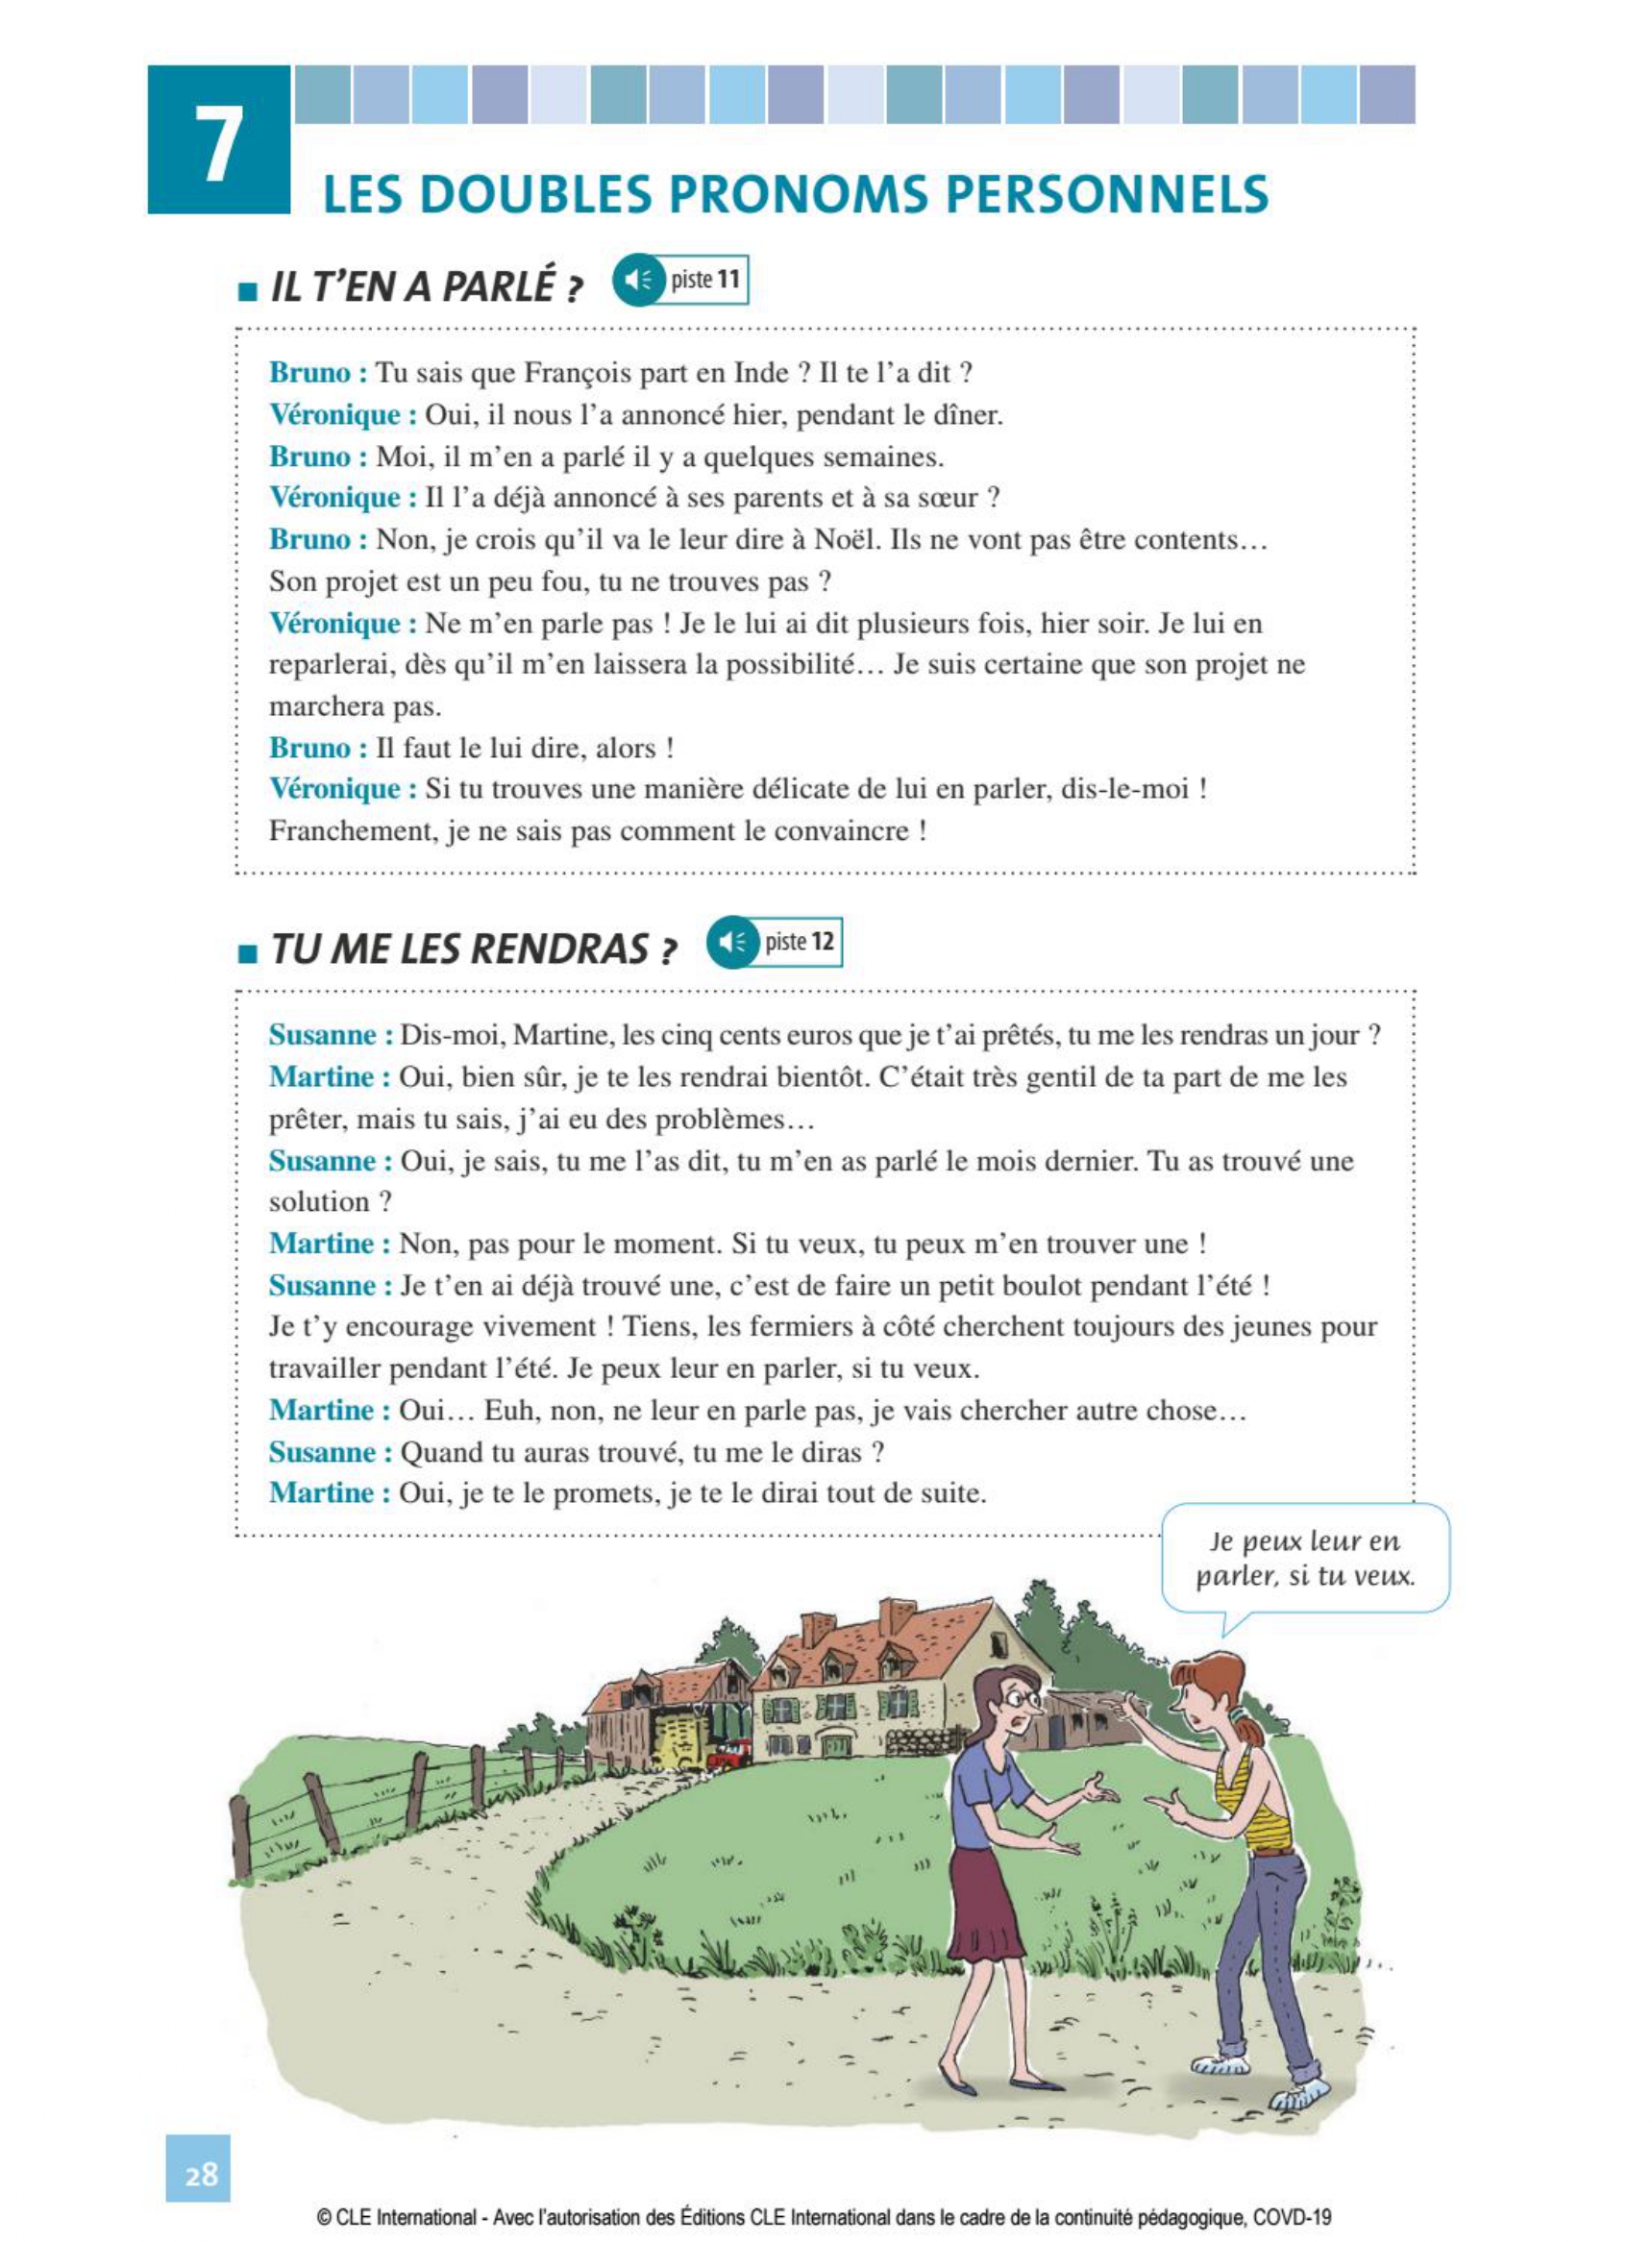 7
LES DOUBLES PRONOMS PERSONNELS
IL T'EN A PARLÉ ?
piste 11
Bruno : Tu sais que François part en Inde ? Il te l'a dit ?
Véronique : Oui, il nous l'a annoncé hier, pendant le dîner.
Bruno : Moi, il m'en a parlé il y a quelques semaines.
Véronique : Il l'a déjà annoncé à ses parents et à sa sœur ?
Bruno : Non, je crois qu'il va le leur dire à Noël. Ils ne vont pas être contents…
Son projet est un peu fou, tu ne trouves pas ?
Véronique : Ne m'en parle pas ! Je le lui ai dit plusieurs fois, hier soir. Je lui en
reparlerai, dès qu'il m'en laissera la possibilité… Je suis certaine que son projet ne
marchera pas.
Bruno : Il faut le lui dire, alors !
Véronique : Si tu trouves une manière délicate de lui en parler, dis-le-moi !
Franchement, je ne sais pas comment le convaincre !
TU ME LES RENDRAS ?
piste 12
Susanne : Dis-moi, Martine, les cinq cents euros que je t'ai prêtés, tu me les rendras un jour ?
Martine : Oui, bien sûr, je te les rendrai bientôt. C'était très gentil de ta part de me les
prêter, mais tu sais, j'ai eu des problèmes…
Susanne : Oui, je sais, tu me l'as dit, tu m'en as parlé le mois dernier. Tu as trouvé une
solution ?
Martine : Non, pas pour le moment. Si tu veux, tu peux m'en trouver une !
Susanne : Je t'en ai déjà trouvé une, c'est de faire un petit boulot pendant l'été !
Je t'y encourage vivement ! Tiens, les fermiers à côté cherchent toujours des jeunes pour
travailler pendant l'été. Je peux leur en parler, si tu veux.
Martine : Oui… Euh, non, ne leur en parle pas, je vais chercher autre chose…
Susanne : Quand tu auras trouvé, tu me le diras ?
Martine : Oui, je te le promets, je te le dirai tout de suite.
Je peux leur en
parler, si tu veux.
28
© CLE International - Avec l'autorisation des Éditions CLE International dans le cadre de la continuité pédagogique, COVD-19